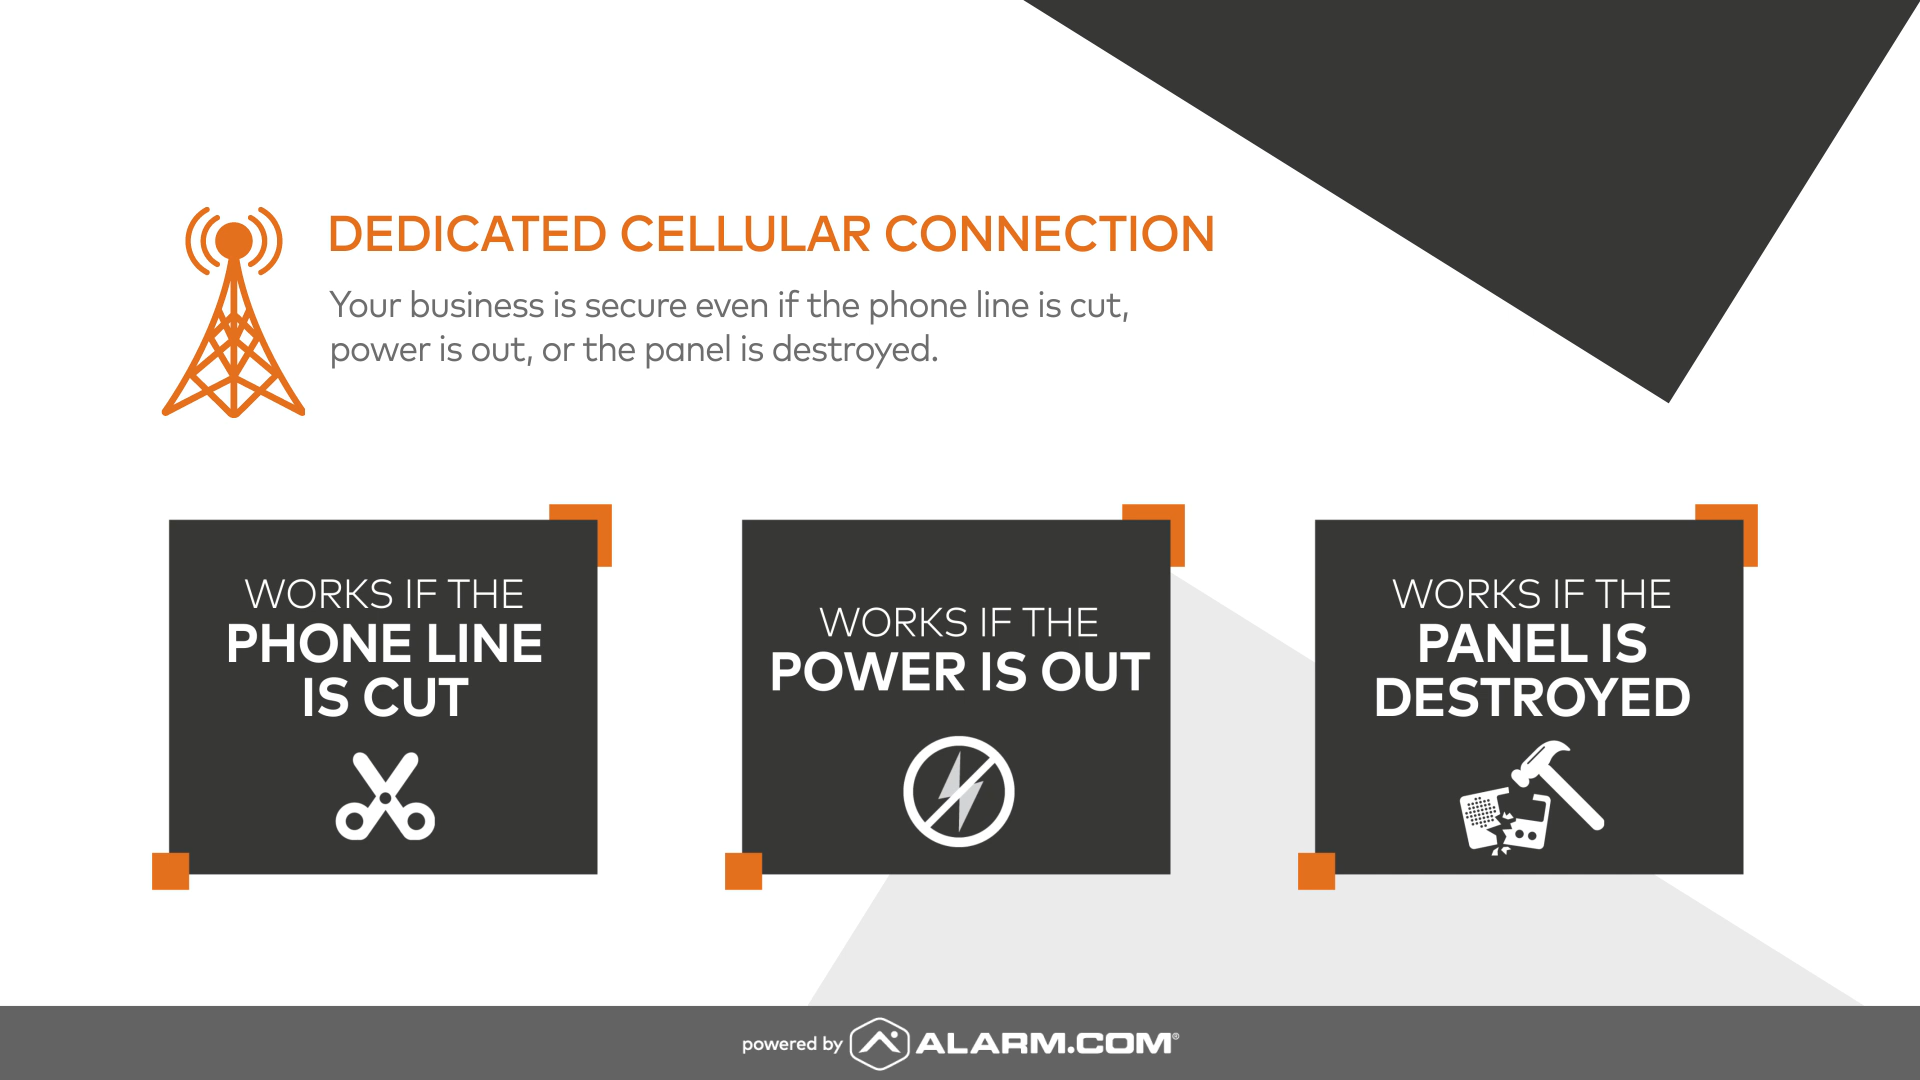 DEDICATED CELLULAR CONNECTION
Your business is secure even if the phone line is cut,
power is out, or the panel is destroyed.
WORKS IF THE
PHONE LINE
IS CUT
WORKS IF THE
POWER IS OUT
WORKS IF THE
PANEL IS
DESTROYED
powered by ALARM.COM®